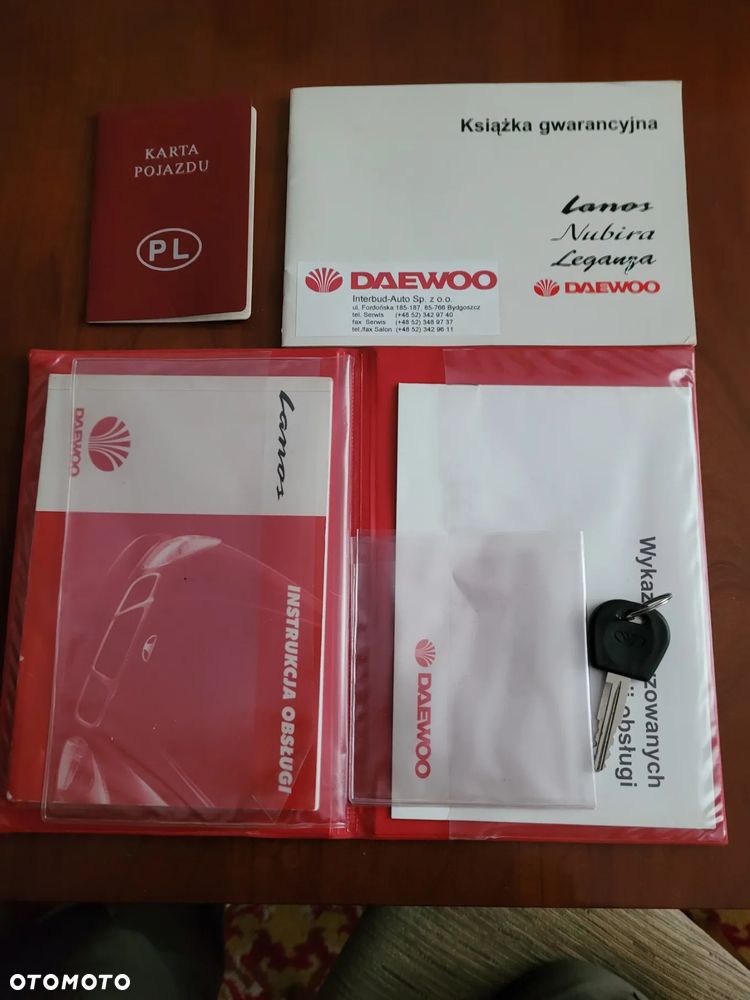 KARTA
POJAZDU
PL
Książka gwarancyjna
Lanos
Nubira
Leganza
DAEWOO
DAEWOO
Interbud-Auto Sp. z o.o.
ul. Fordońska 185-187, 85-766 Bydgoszcz
tel. Serwis (+48 52) 342 97 40
fax Serwis (+48 52) 348 97 37
tel./fax Salon (+48 52) 342 96 11
DAEWOO
Lanos
INSTRUKCJA OBSŁUGI
DAEWOO
obsługi
OTOMOTO